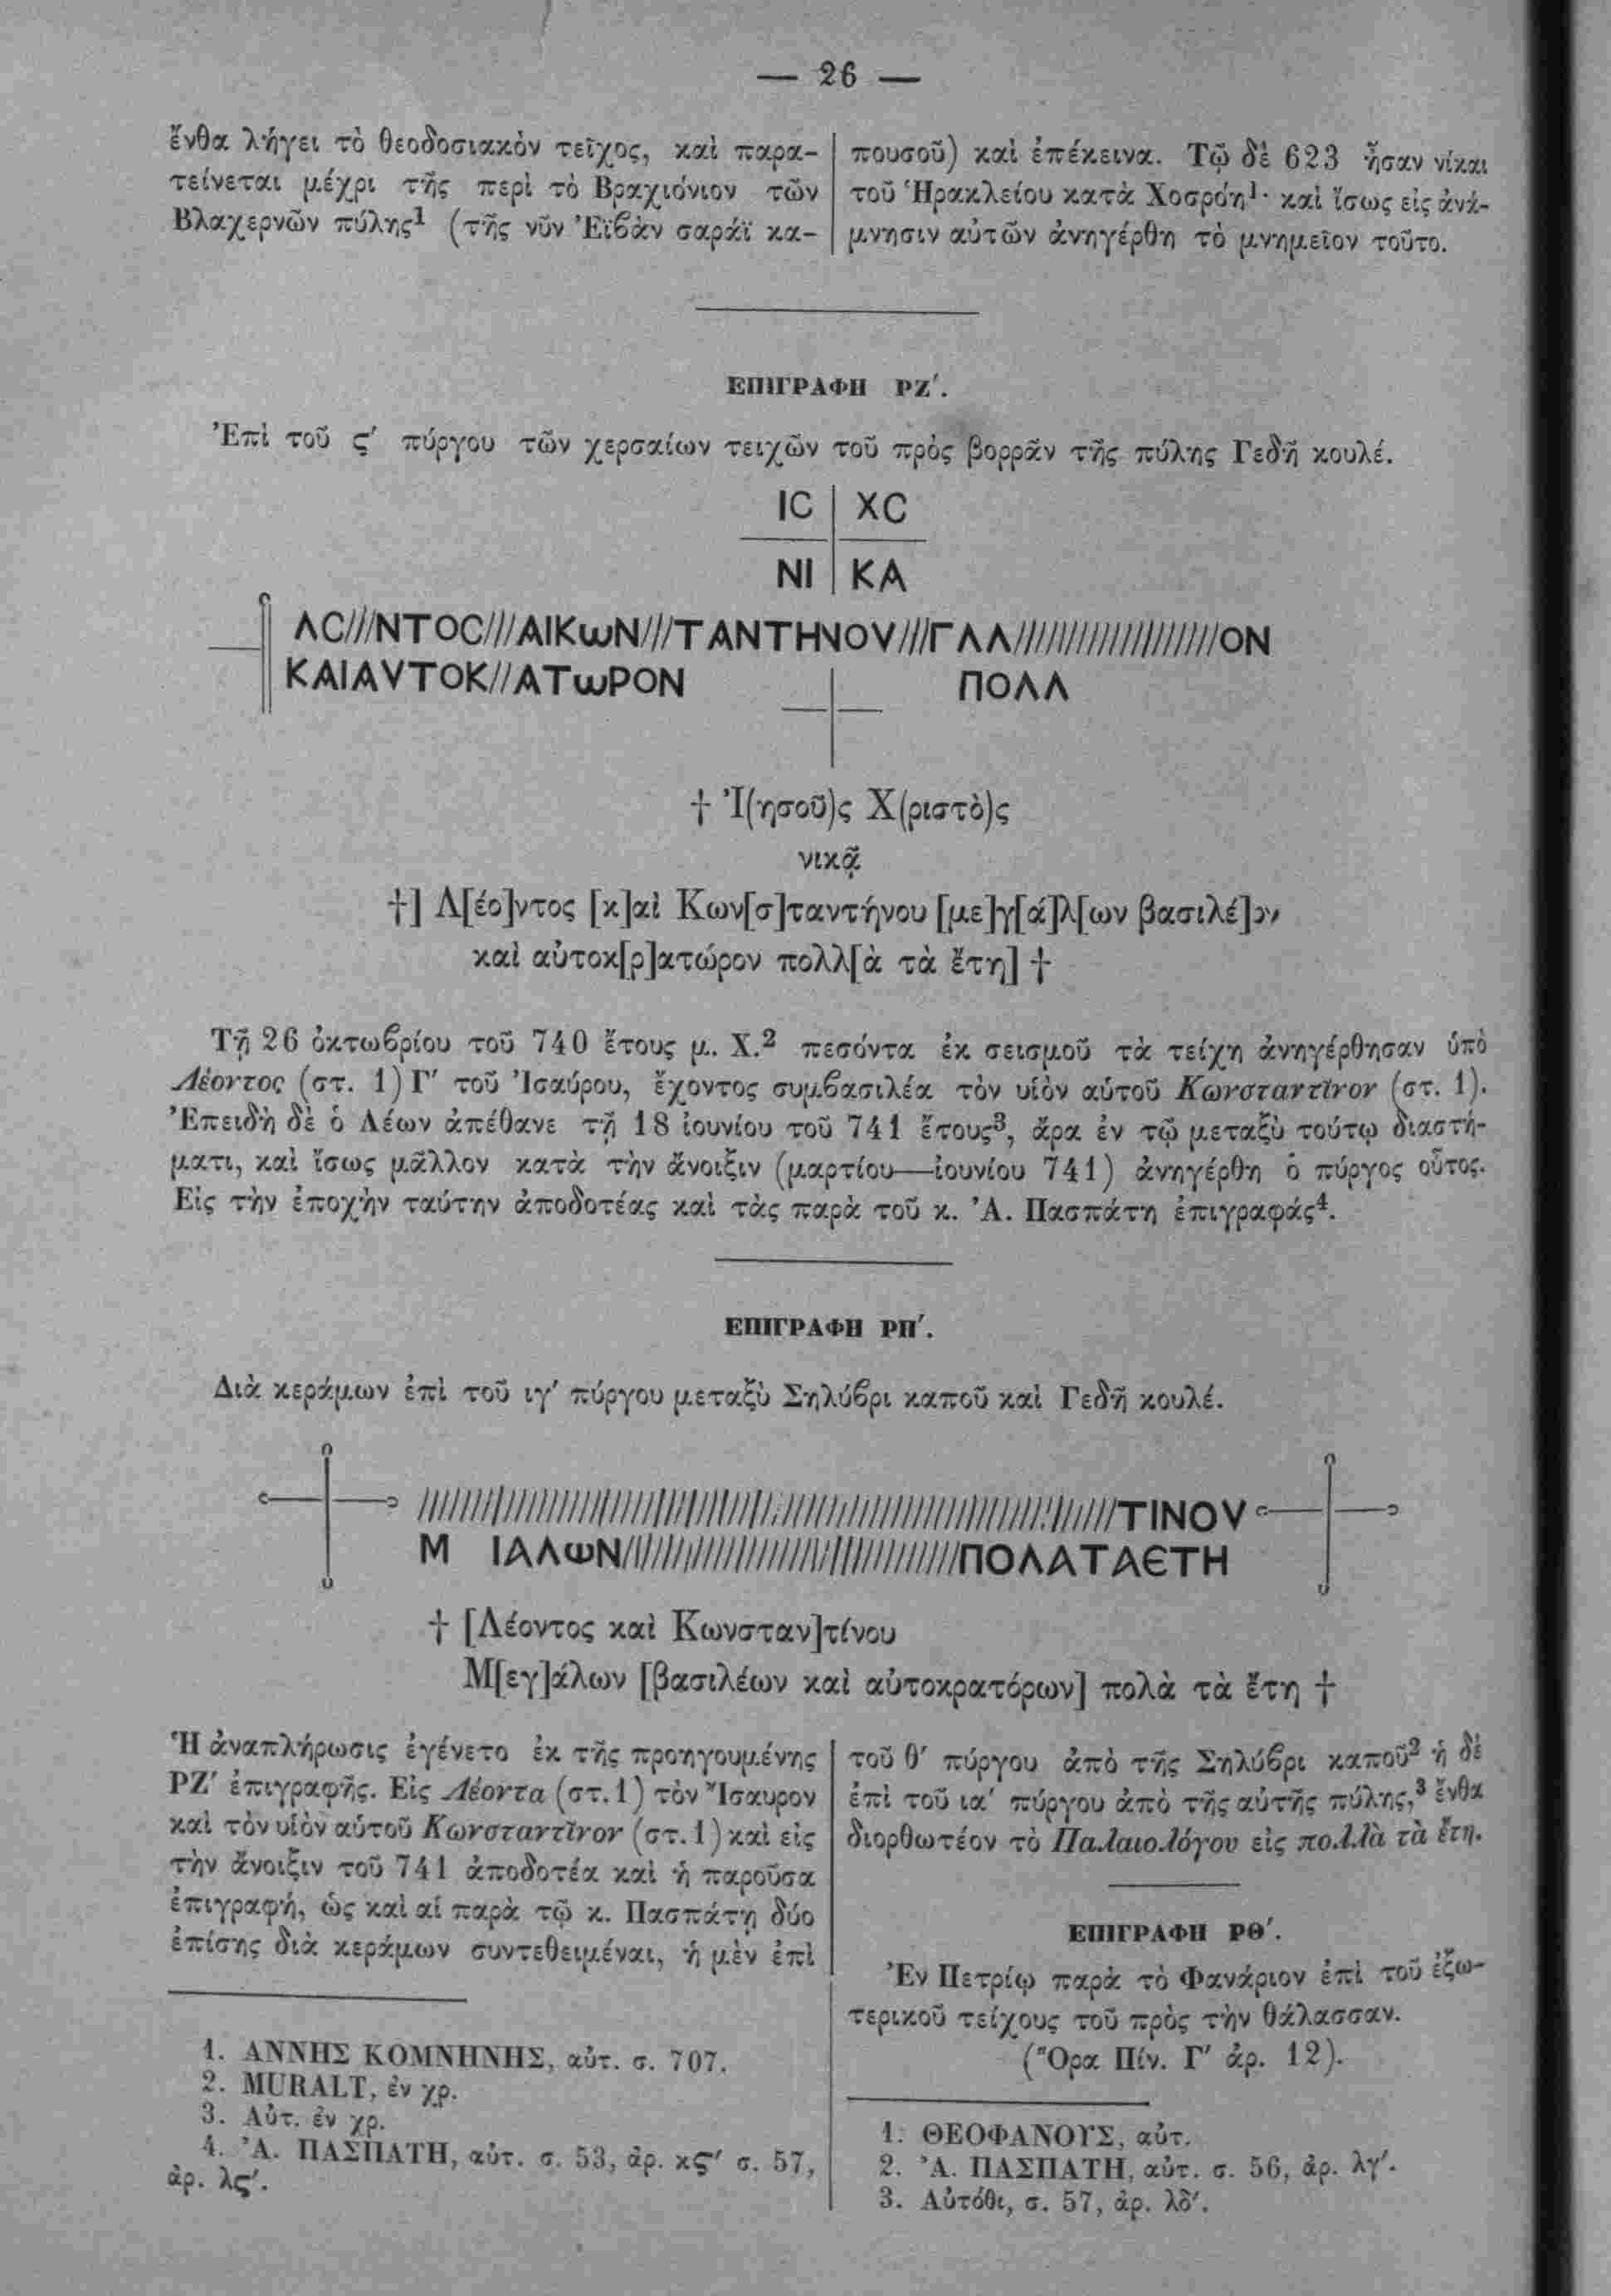 — 26 —
ἔνθα λήγει τὸ θεοδοσιακὸν τεῖχος, καὶ παρα-
τείνεται μέχρι τῆς περὶ τὸ Βραχιόνιον τῶν
Βλαχερνῶν πύλης¹ (τῆς νῦν Ἐϊβὰν σαράϊ κα-
πουσοῦ) καὶ ἐπέκεινα. Τῷ δὲ 623 ἦσαν νίκαι
τοῦ Ἡρακλείου κατὰ Χοσρόη¹· καὶ ἴσως εἰς ἀνά-
μνησιν αὐτῶν ἀνηγέρθη τὸ μνημεῖον τοῦτο.
ΕΠΙΓΡΑΦΗ ΡΖ′.
Ἐπὶ τοῦ ς′ πύργου τῶν χερσαίων τειχῶν τοῦ πρὸς βορρᾶν τῆς πύλης Γεδῆ κουλέ.
IC XC
NI KA
ΛC///NTOC///AIKωN///TANTHNOV///ΓΛΛ////////////////////ON
KAIAVTOK//ATωPON ΠΟΛΛ
† Ἰ(ησοῦ)ς Χ(ριστὸ)ς
νικᾷ
†] Λ[έο]ντος [κ]αὶ Κων[σ]ταντήνου [με]γ[ά]λ[ων βασιλέ]ον
καὶ αὐτοκ[ρ]ατώρον πολλ[ὰ τὰ ἔτη] †
Τῇ 26 ὀκτωβρίου τοῦ 740 ἔτους μ. Χ.² πεσόντα ἐκ σεισμοῦ τὰ τείχη ἀνηγέρθησαν ὑπὸ
Λέοντος (στ. 1) Γ′ τοῦ Ἰσαύρου, ἔχοντος συμβασιλέα τὸν υἱὸν αὑτοῦ Κωνσταντῖνον (στ. 1).
Ἐπειδὴ δὲ ὁ Λέων ἀπέθανε τῇ 18 ἰουνίου τοῦ 741 ἔτους³, ἄρα ἐν τῷ μεταξὺ τούτῳ διαστή-
ματι, καὶ ἴσως μᾶλλον κατὰ τὴν ἄνοιξιν (μαρτίου—ἰουνίου 741) ἀνηγέρθη ὁ πύργος οὗτος.
Εἰς τὴν ἐποχὴν ταύτην ἀποδοτέας καὶ τὰς παρὰ τοῦ κ. Ἀ. Πασπάτη ἐπιγραφάς⁴.
ΕΠΙΓΡΑΦΗ ΡΠ′.
Διὰ κεράμων ἐπὶ τοῦ ιγ′ πύργου μεταξὺ Σηλύβρι καποῦ καὶ Γεδῆ κουλέ.
////////////////////////////////////////////////////////////TINOV
M IAΛωN//////////////////////////////ΠΟΛΑΤΑЄΤΗ
† [Λέοντος καὶ Κωνσταν]τίνου
Μ[εγ]άλων [βασιλέων καὶ αὐτοκρατόρων] πολὰ τὰ ἔτη †
Ἡ ἀναπλήρωσις ἐγένετο ἐκ τῆς προηγουμένης
ΡΖ′ ἐπιγραφῆς. Εἰς Λέοντα (στ. 1) τὸν Ἴσαυρον
καὶ τὸν υἱὸν αὑτοῦ Κωνσταντῖνον (στ. 1) καὶ εἰς
τὴν ἄνοιξιν τοῦ 741 ἀποδοτέα καὶ ἡ παροῦσα
ἐπιγραφή, ὡς καὶ αἱ παρὰ τῷ κ. Πασπάτῃ δύο
ἐπίσης διὰ κεράμων συντεθειμέναι, ἡ μὲν ἐπὶ
1. ΑΝΝΗΣ ΚΟΜΝΗΝΗΣ, αὐτ. σ. 707.
2. MURALT, ἐν χρ.
3. Αὐτ. ἐν χρ.
4. Ἀ. ΠΑΣΠΑΤΗ, αὐτ. σ. 53, ἀρ. κς′ σ. 57,
ἀρ. λς′.
τοῦ θ′ πύργου ἀπὸ τῆς Σηλύβρι καποῦ² ἡ δὲ
ἐπὶ τοῦ ια′ πύργου ἀπὸ τῆς αὐτῆς πύλης,³ ἔνθα
διορθωτέον τὸ Παλαιολόγου εἰς πολλὰ τὰ ἔτη.
ΕΠΙΓΡΑΦΗ ΡΘ′.
Ἐν Πετρίῳ παρὰ τὸ Φανάριον ἐπὶ τοῦ ἐξω-
τερικοῦ τείχους τοῦ πρὸς τὴν θάλασσαν.
(Ὅρα Πίν. Γ′ ἀρ. 12).
1. ΘΕΟΦΑΝΟΥΣ, αὐτ.
2. Ἀ. ΠΑΣΠΑΤΗ, αὐτ. σ. 56, ἀρ. λγ′.
3. Αὐτόθι, σ. 57, ἀρ. λδ′.